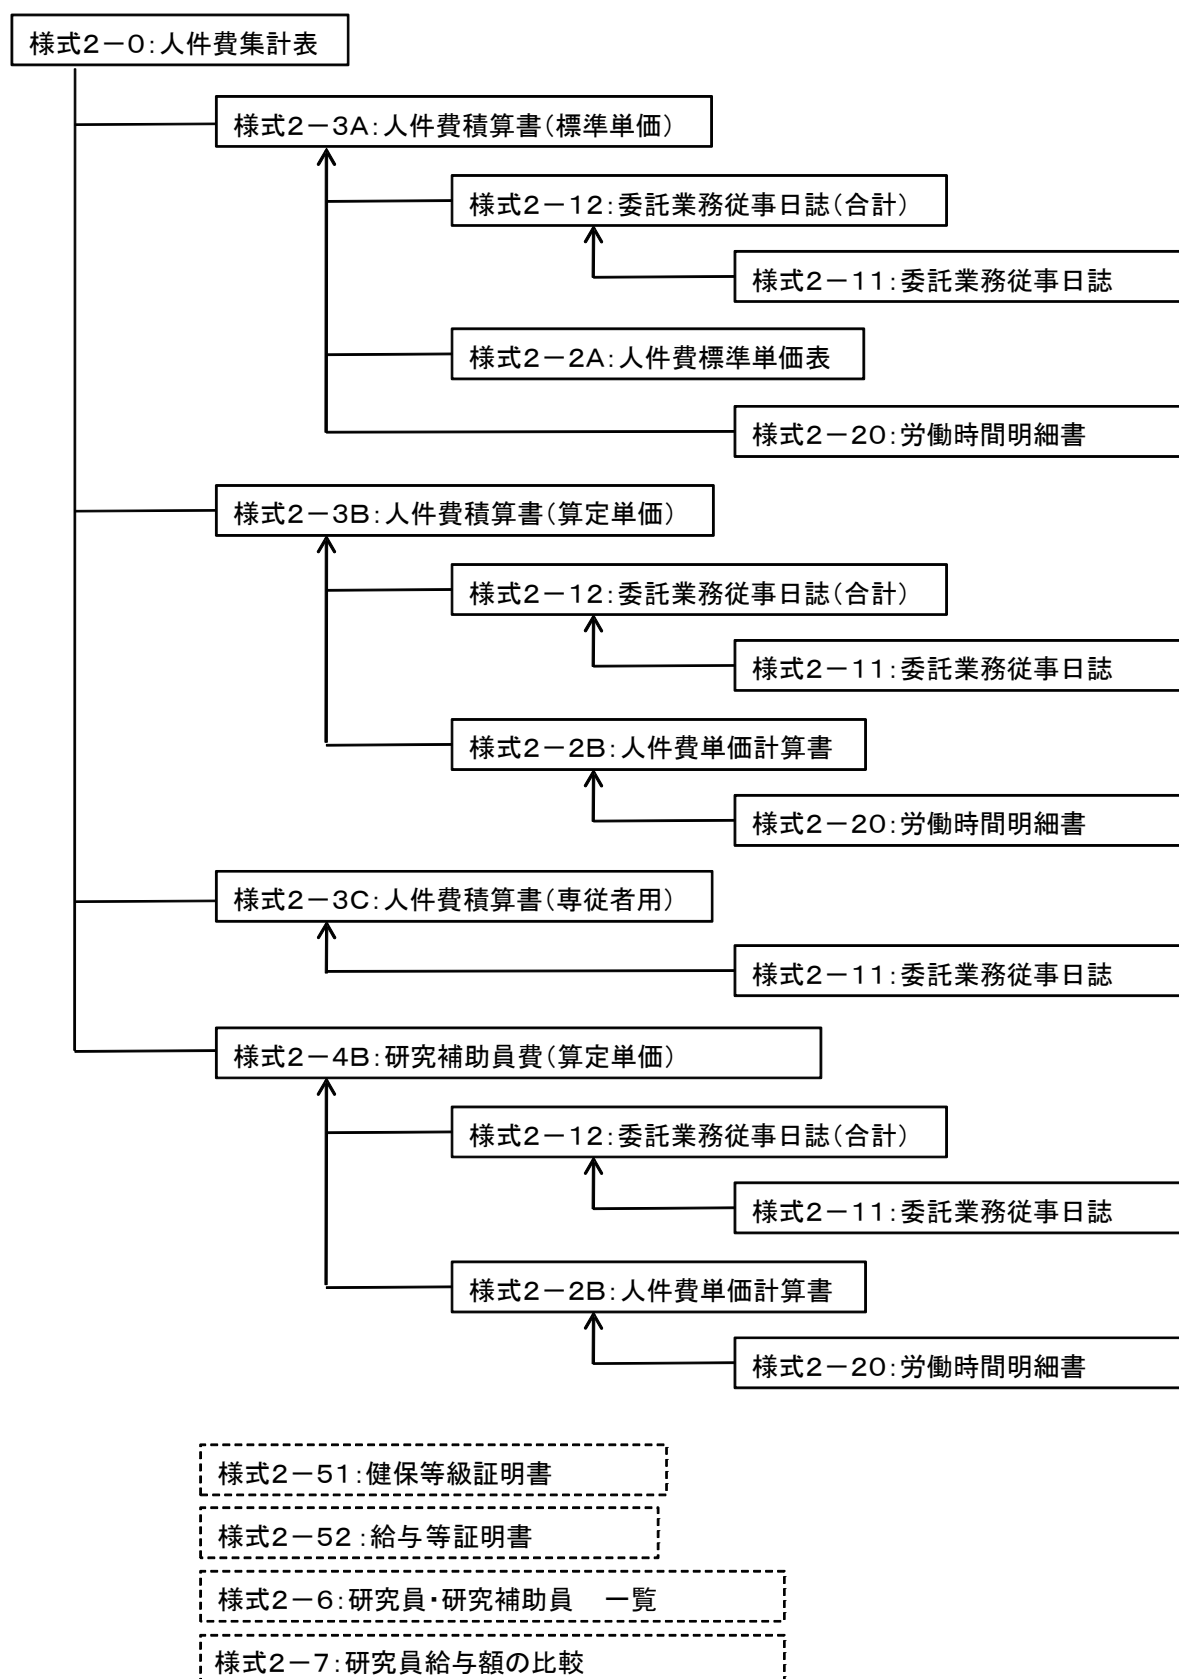 様式2－0：人件費集計表
様式2－3A：人件費積算書（標準単価）
様式2－12：委託業務従事日誌（合計）
様式2－11：委託業務従事日誌
様式2－2A：人件費標準単価表
様式2－20：労働時間明細書
様式2－3B：人件費積算書（算定単価）
様式2－12：委託業務従事日誌（合計）
様式2－11：委託業務従事日誌
様式2－2B：人件費単価計算書
様式2－20：労働時間明細書
様式2－3C：人件費積算書（専従者用）
様式2－11：委託業務従事日誌
様式2－4B：研究補助員費（算定単価）
様式2－12：委託業務従事日誌（合計）
様式2－11：委託業務従事日誌
様式2－2B：人件費単価計算書
様式2－20：労働時間明細書
様式2－51：健保等級証明書
様式2－52：給与等証明書
様式2－6：研究員・研究補助員　一覧
様式2－7：研究員給与額の比較